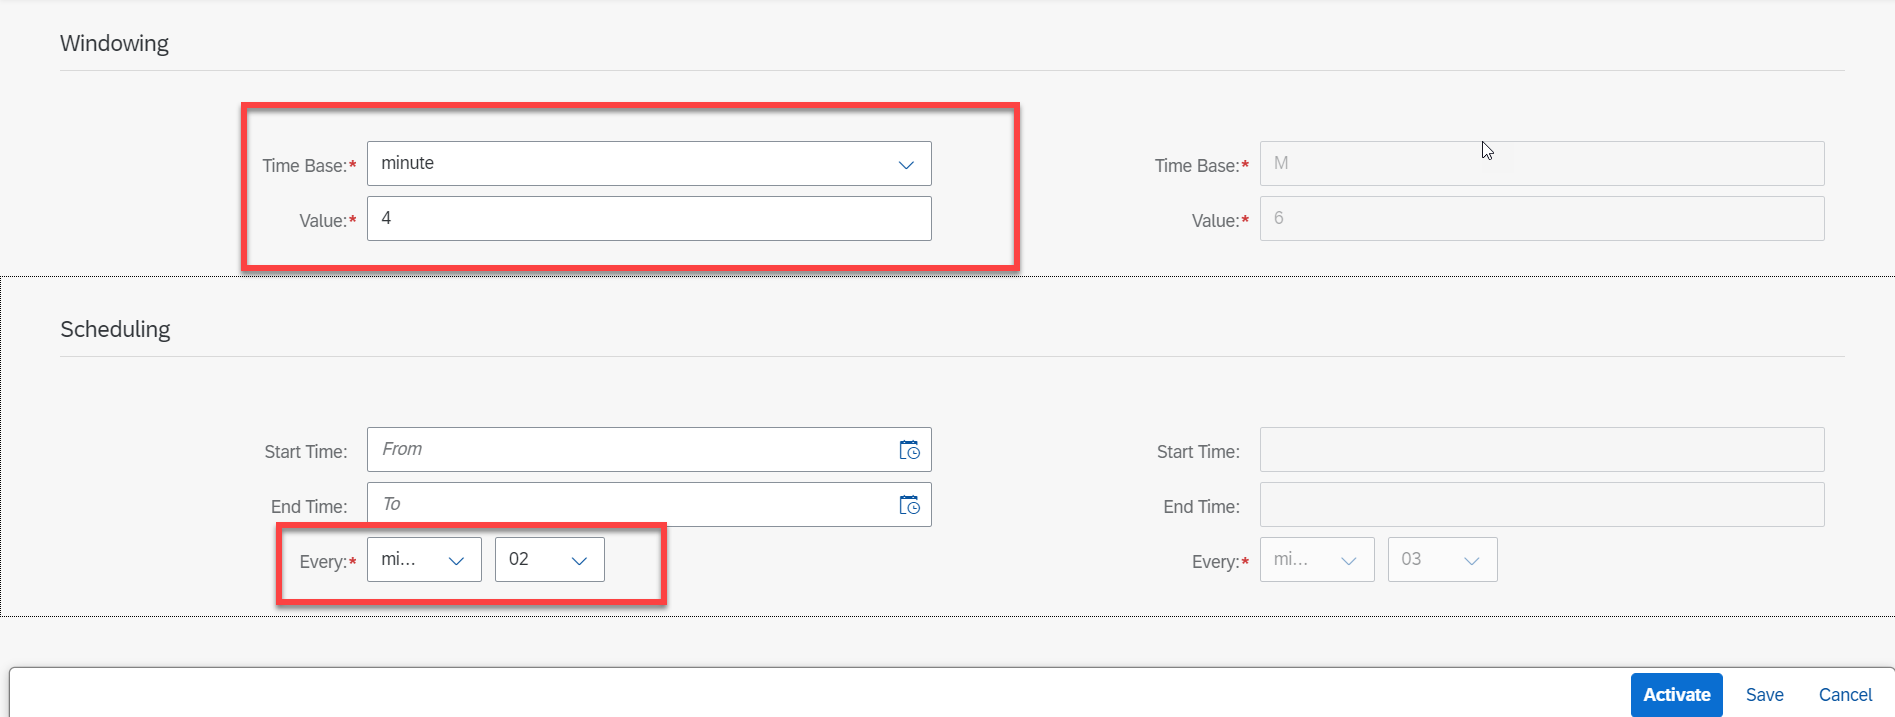 Windowing
Time Base:* minute Time Base:* M
Value:* 4 Value:* 6
Scheduling
Start Time: From Start Time:
End Time: To End Time:
Every:* mi... 02 Every:* mi... 03
Activate Save Cancel